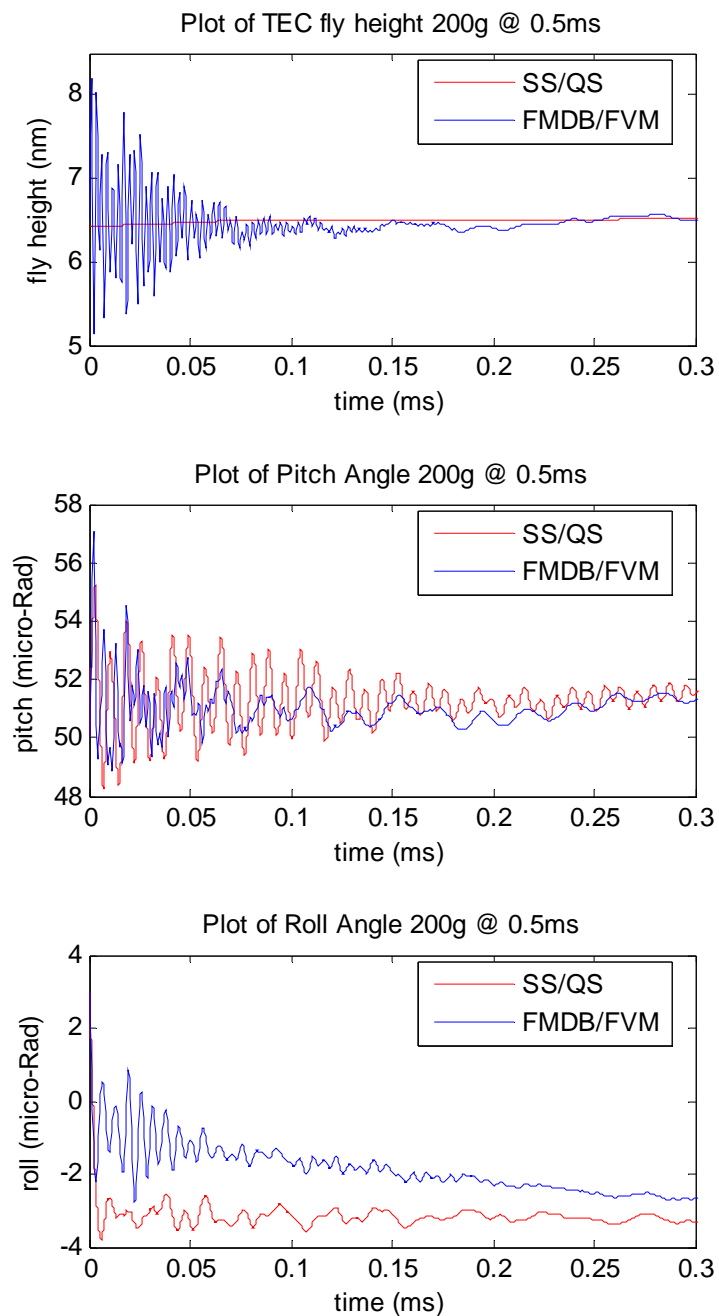 Plot of TEC fly height 200g @ 0.5ms
SS/QS
FMDB/FVM
8
7
6
5
fly height (nm)
0 0.05 0.1 0.15 0.2 0.25 0.3
time (ms)
Plot of Pitch Angle 200g @ 0.5ms
SS/QS
FMDB/FVM
58
56
54
52
50
48
pitch (micro-Rad)
0 0.05 0.1 0.15 0.2 0.25 0.3
time (ms)
Plot of Roll Angle 200g @ 0.5ms
SS/QS
FMDB/FVM
4
2
0
-2
-4
roll (micro-Rad)
0 0.05 0.1 0.15 0.2 0.25 0.3
time (ms)